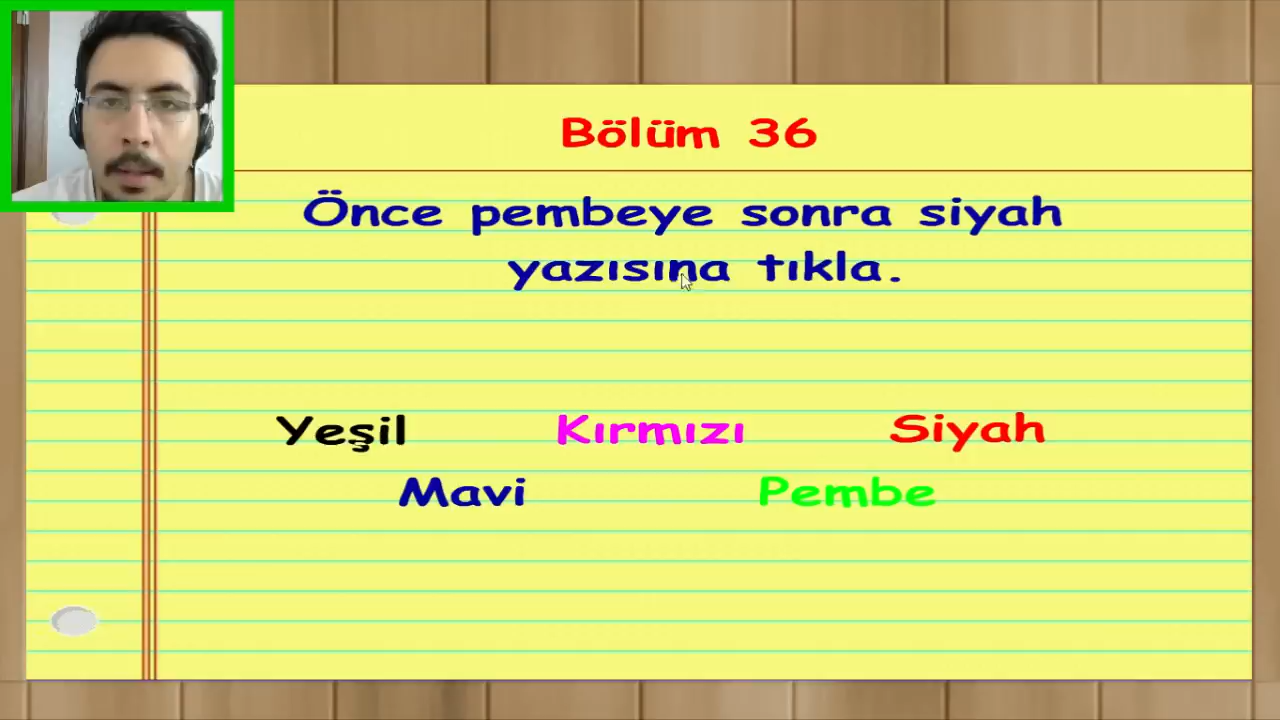 Bölüm 36
Önce pembeye sonra siyah
yazısına tıkla.
Yeşil Kırmızı Siyah
Mavi Pembe